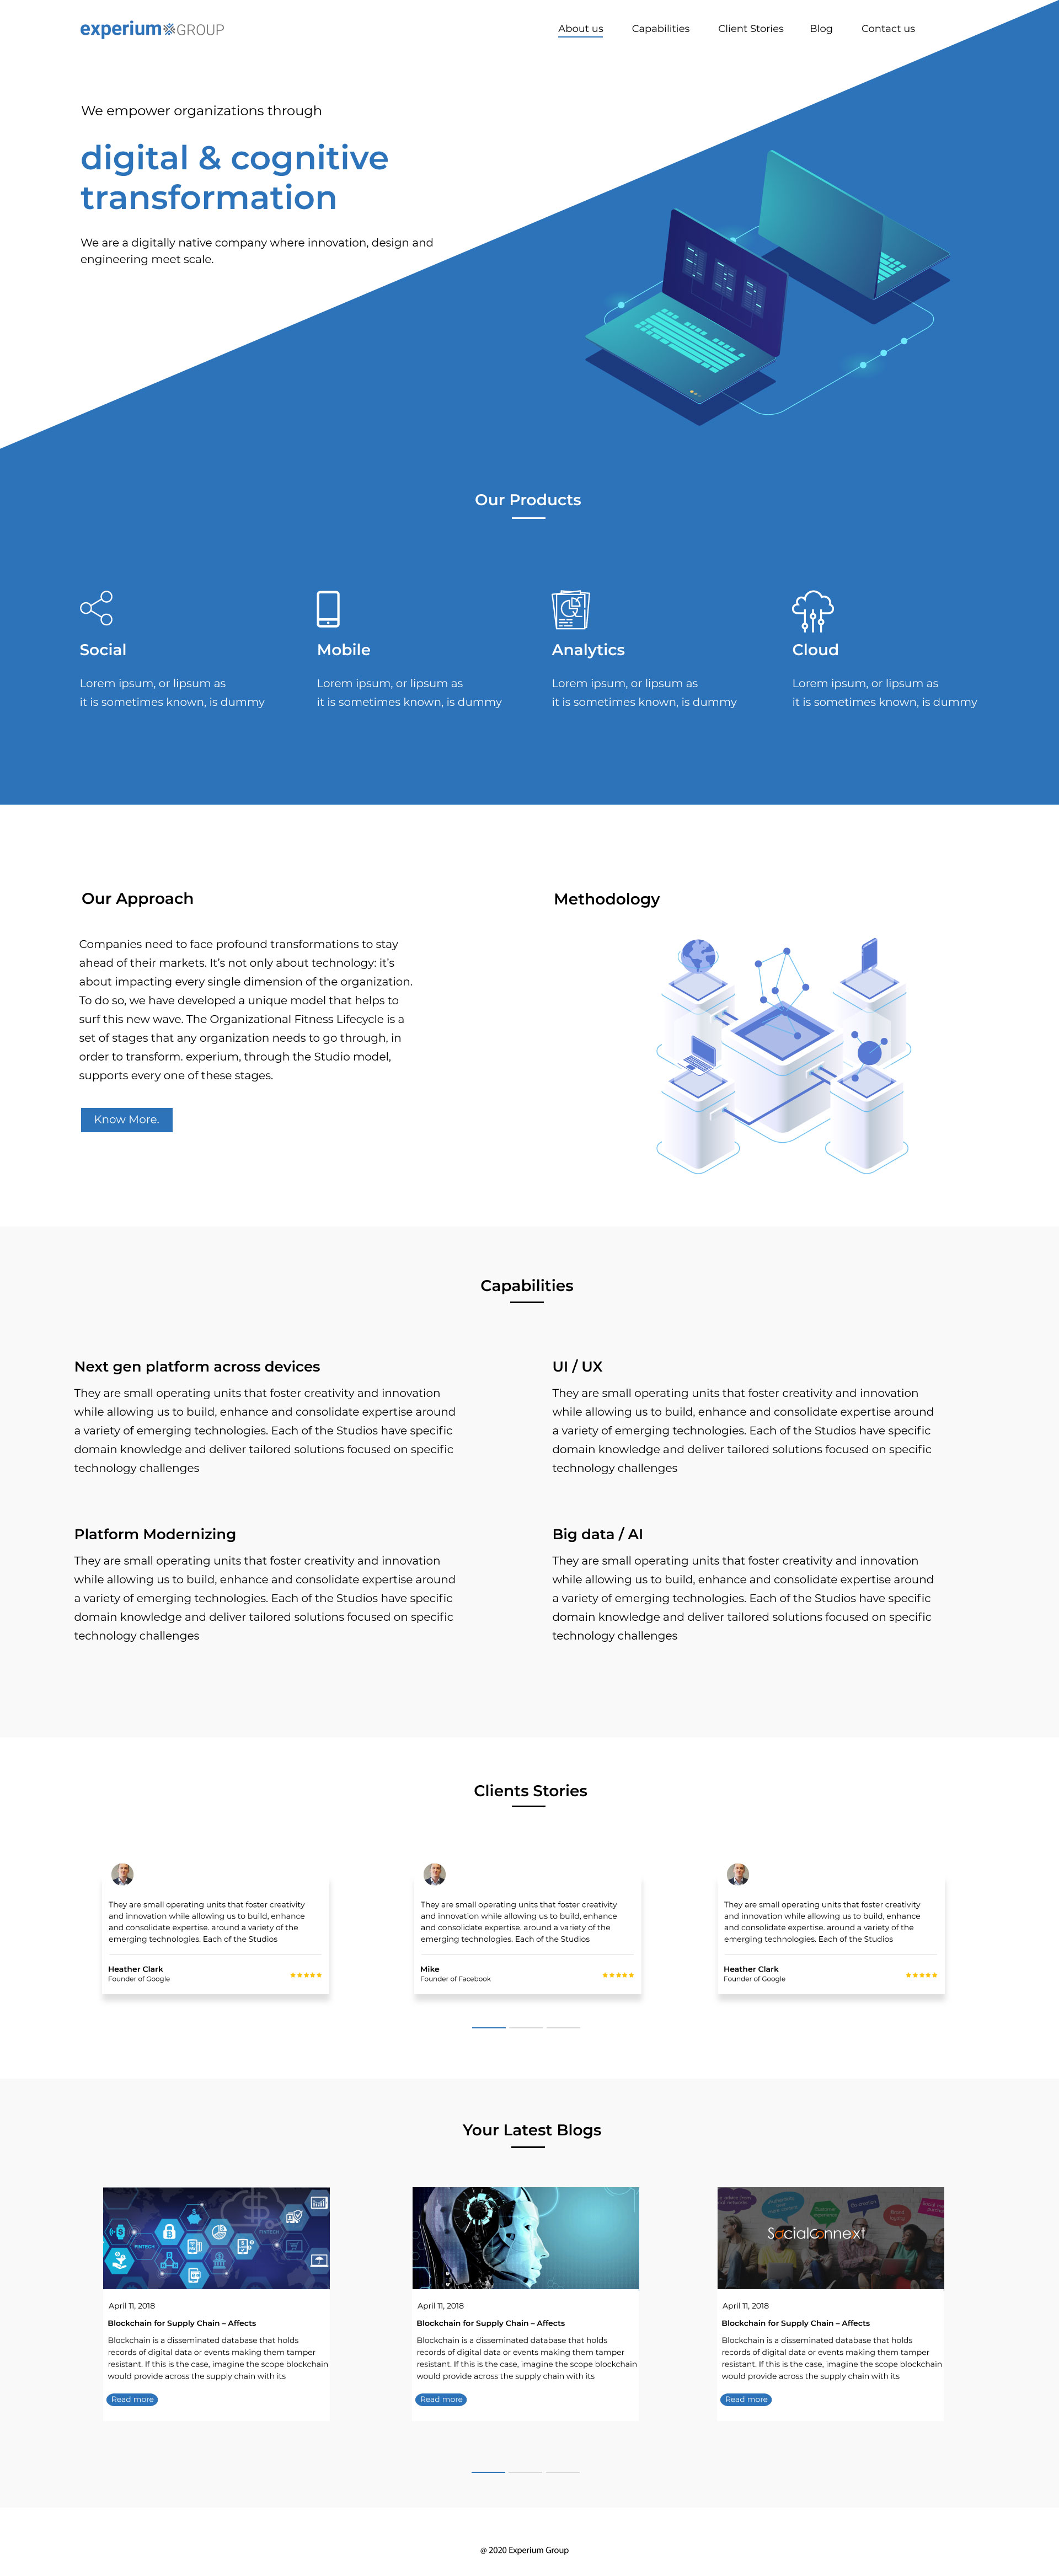 experium GROUP
About us Capabilities Client Stories Blog Contact us
We empower organizations through
digital & cognitive
transformation
We are a digitally native company where innovation, design and
engineering meet scale.
Our Products
Social
Lorem ipsum, or lipsum as
it is sometimes known, is dummy
Mobile
Lorem ipsum, or lipsum as
it is sometimes known, is dummy
Analytics
Lorem ipsum, or lipsum as
it is sometimes known, is dummy
Cloud
Lorem ipsum, or lipsum as
it is sometimes known, is dummy
Our Approach
Companies need to face profound transformations to stay
ahead of their markets. It’s not only about technology: it’s
about impacting every single dimension of the organization.
To do so, we have developed a unique model that helps to
surf this new wave. The Organizational Fitness Lifecycle is a
set of stages that any organization needs to go through, in
order to transform. experium, through the Studio model,
supports every one of these stages.
Know More.
Methodology
Capabilities
Next gen platform across devices
They are small operating units that foster creativity and innovation
while allowing us to build, enhance and consolidate expertise around
a variety of emerging technologies. Each of the Studios have specific
domain knowledge and deliver tailored solutions focused on specific
technology challenges
UI / UX
They are small operating units that foster creativity and innovation
while allowing us to build, enhance and consolidate expertise around
a variety of emerging technologies. Each of the Studios have specific
domain knowledge and deliver tailored solutions focused on specific
technology challenges
Platform Modernizing
They are small operating units that foster creativity and innovation
while allowing us to build, enhance and consolidate expertise around
a variety of emerging technologies. Each of the Studios have specific
domain knowledge and deliver tailored solutions focused on specific
technology challenges
Big data / AI
They are small operating units that foster creativity and innovation
while allowing us to build, enhance and consolidate expertise around
a variety of emerging technologies. Each of the Studios have specific
domain knowledge and deliver tailored solutions focused on specific
technology challenges
Clients Stories
They are small operating units that foster creativity
and innovation while allowing us to build, enhance
and consolidate expertise. around a variety of the
emerging technologies. Each of the Studios
Heather Clark
Founder of Google
They are small operating units that foster creativity
and innovation while allowing us to build, enhance
and consolidate expertise. around a variety of the
emerging technologies. Each of the Studios
Mike
Founder of Facebook
They are small operating units that foster creativity
and innovation while allowing us to build, enhance
and consolidate expertise. around a variety of the
emerging technologies. Each of the Studios
Heather Clark
Founder of Google
Your Latest Blogs
FINTECH
FINTECH
April 11, 2018
Blockchain for Supply Chain – Affects
Blockchain is a disseminated database that holds
records of digital data or events making them tamper
resistant. If this is the case, imagine the scope blockchain
would provide across the supply chain with its
Read more
April 11, 2018
Blockchain for Supply Chain – Affects
Blockchain is a disseminated database that holds
records of digital data or events making them tamper
resistant. If this is the case, imagine the scope blockchain
would provide across the supply chain with its
Read more
Socialconnext
April 11, 2018
Blockchain for Supply Chain – Affects
Blockchain is a disseminated database that holds
records of digital data or events making them tamper
resistant. If this is the case, imagine the scope blockchain
would provide across the supply chain with its
Read more
@ 2020 Experium Group